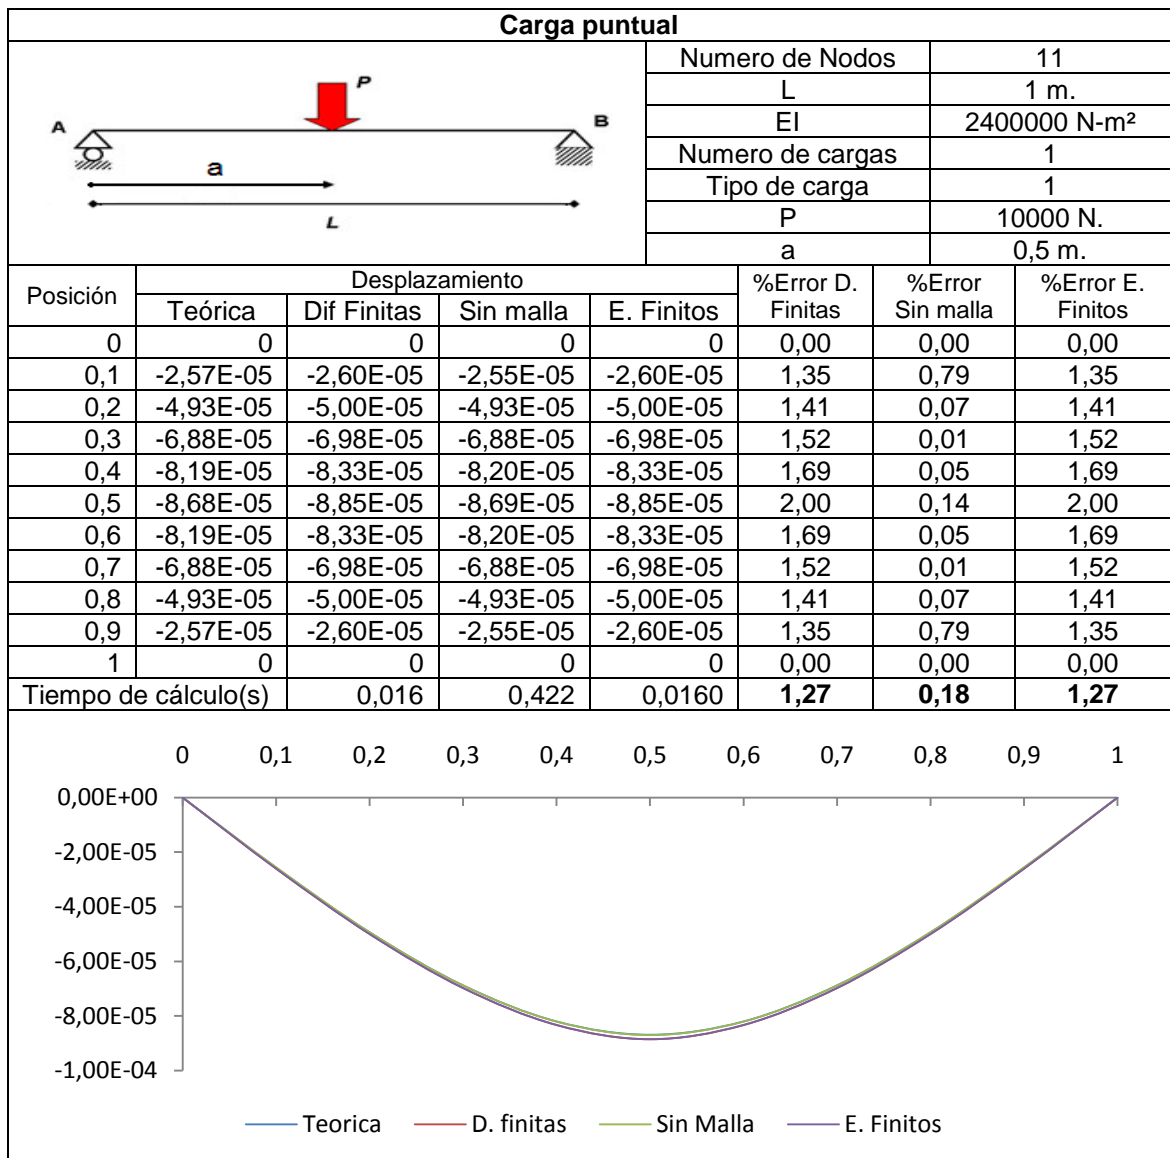 Carga puntual
P
A
B
a
L
Numero de Nodos 11
L 1 m.
EI 2400000 N-m²
Numero de cargas 1
Tipo de carga 1
P 10000 N.
a 0,5 m.
Posición Desplazamiento %Error D. Finitas %Error Sin malla %Error E. Finitos
Teórica Dif Finitas Sin malla E. Finitos
0 0 0 0 0 0,00 0,00 0,00
0,1 -2,57E-05 -2,60E-05 -2,55E-05 -2,60E-05 1,35 0,79 1,35
0,2 -4,93E-05 -5,00E-05 -4,93E-05 -5,00E-05 1,41 0,07 1,41
0,3 -6,88E-05 -6,98E-05 -6,88E-05 -6,98E-05 1,52 0,01 1,52
0,4 -8,19E-05 -8,33E-05 -8,20E-05 -8,33E-05 1,69 0,05 1,69
0,5 -8,68E-05 -8,85E-05 -8,69E-05 -8,85E-05 2,00 0,14 2,00
0,6 -8,19E-05 -8,33E-05 -8,20E-05 -8,33E-05 1,69 0,05 1,69
0,7 -6,88E-05 -6,98E-05 -6,88E-05 -6,98E-05 1,52 0,01 1,52
0,8 -4,93E-05 -5,00E-05 -4,93E-05 -5,00E-05 1,41 0,07 1,41
0,9 -2,57E-05 -2,60E-05 -2,55E-05 -2,60E-05 1,35 0,79 1,35
1 0 0 0 0 0,00 0,00 0,00
Tiempo de cálculo(s) 0,016 0,422 0,0160 1,27 0,18 1,27
0 0,1 0,2 0,3 0,4 0,5 0,6 0,7 0,8 0,9 1
0,00E+00
-2,00E-05
-4,00E-05
-6,00E-05
-8,00E-05
-1,00E-04
Teorica D. finitas Sin Malla E. Finitos